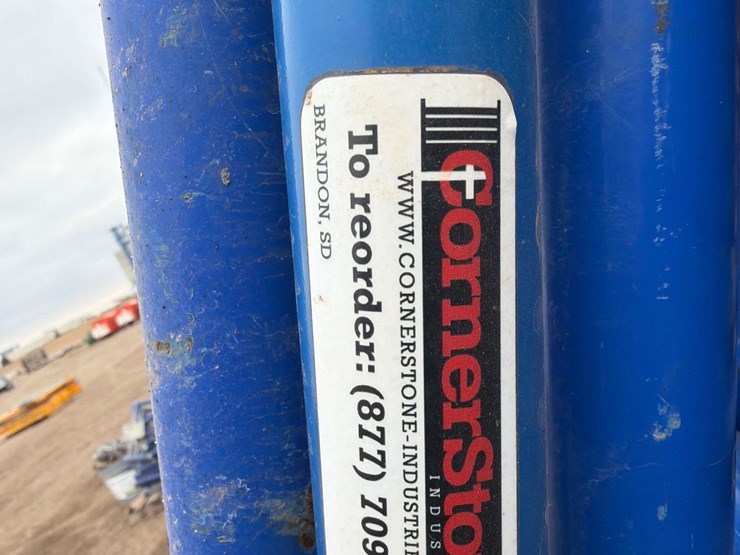 CornerSto
INDUS
WWW.CORNERSTONE-INDUSTRI
To reorder: (877) 709
BRANDON, SD